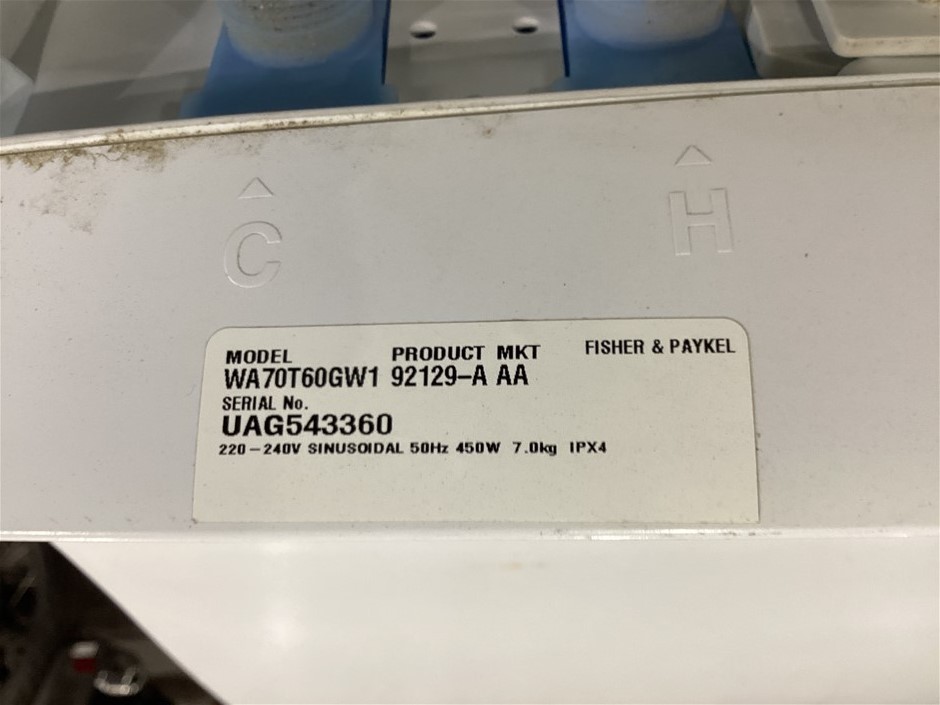 C H
MODEL PRODUCT MKT FISHER & PAYKEL
WA70T60GW1 92129-A AA
SERIAL No.
UAG543360
220-240V SINUSOIDAL 50Hz 450W 7.0kg IPX4